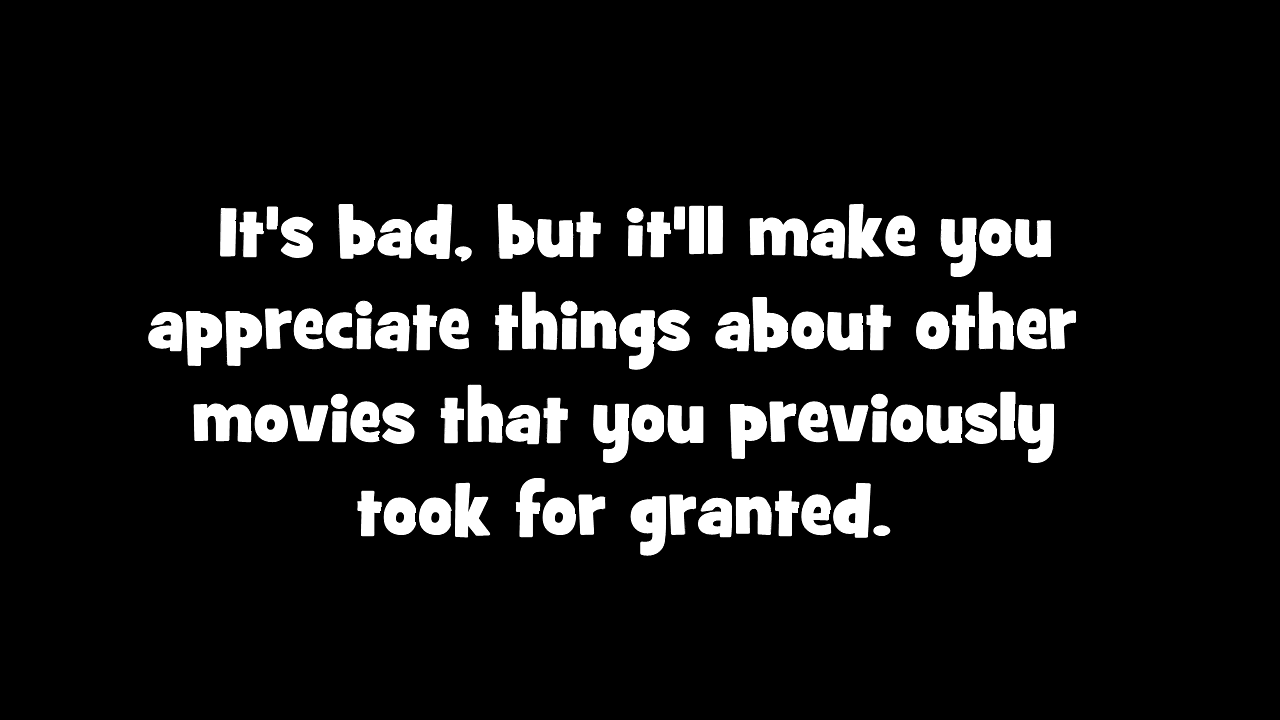 It's bad, but it'll make you
appreciate things about other
movies that you previously
took for granted.